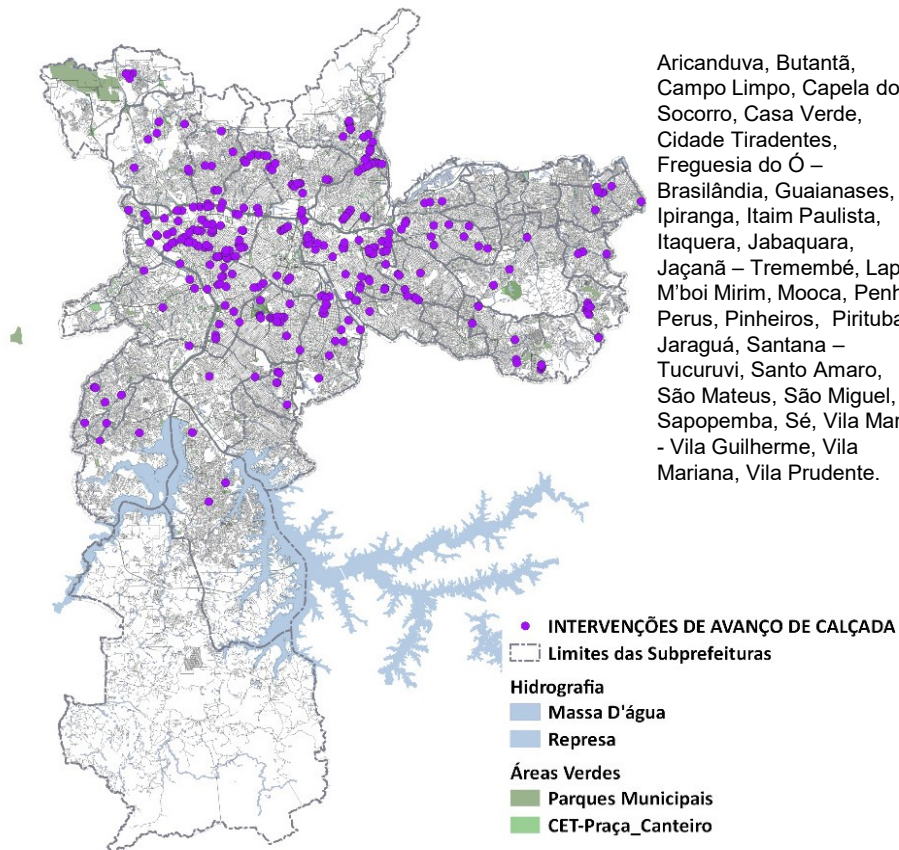 Aricanduva, Butantã,
Campo Limpo, Capela do
Socorro, Casa Verde,
Cidade Tiradentes,
Freguesia do Ó –
Brasilândia, Guaianases,
Ipiranga, Itaim Paulista,
Itaquera, Jabaquara,
Jaçanã – Tremembé, Lap
M'boi Mirim, Mooca, Penh
Perus, Pinheiros, Pirituba
Jaraguá, Santana –
Tucuruvi, Santo Amaro,
São Mateus, São Miguel,
Sapopemba, Sé, Vila Mar
- Vila Guilherme, Vila
Mariana, Vila Prudente.
INTERVENÇÕES DE AVANÇO DE CALÇADA
Limites das Subprefeituras
Hidrografia
Massa D'água
Represa
Áreas Verdes
Parques Municipais
CET-Praça_Canteiro